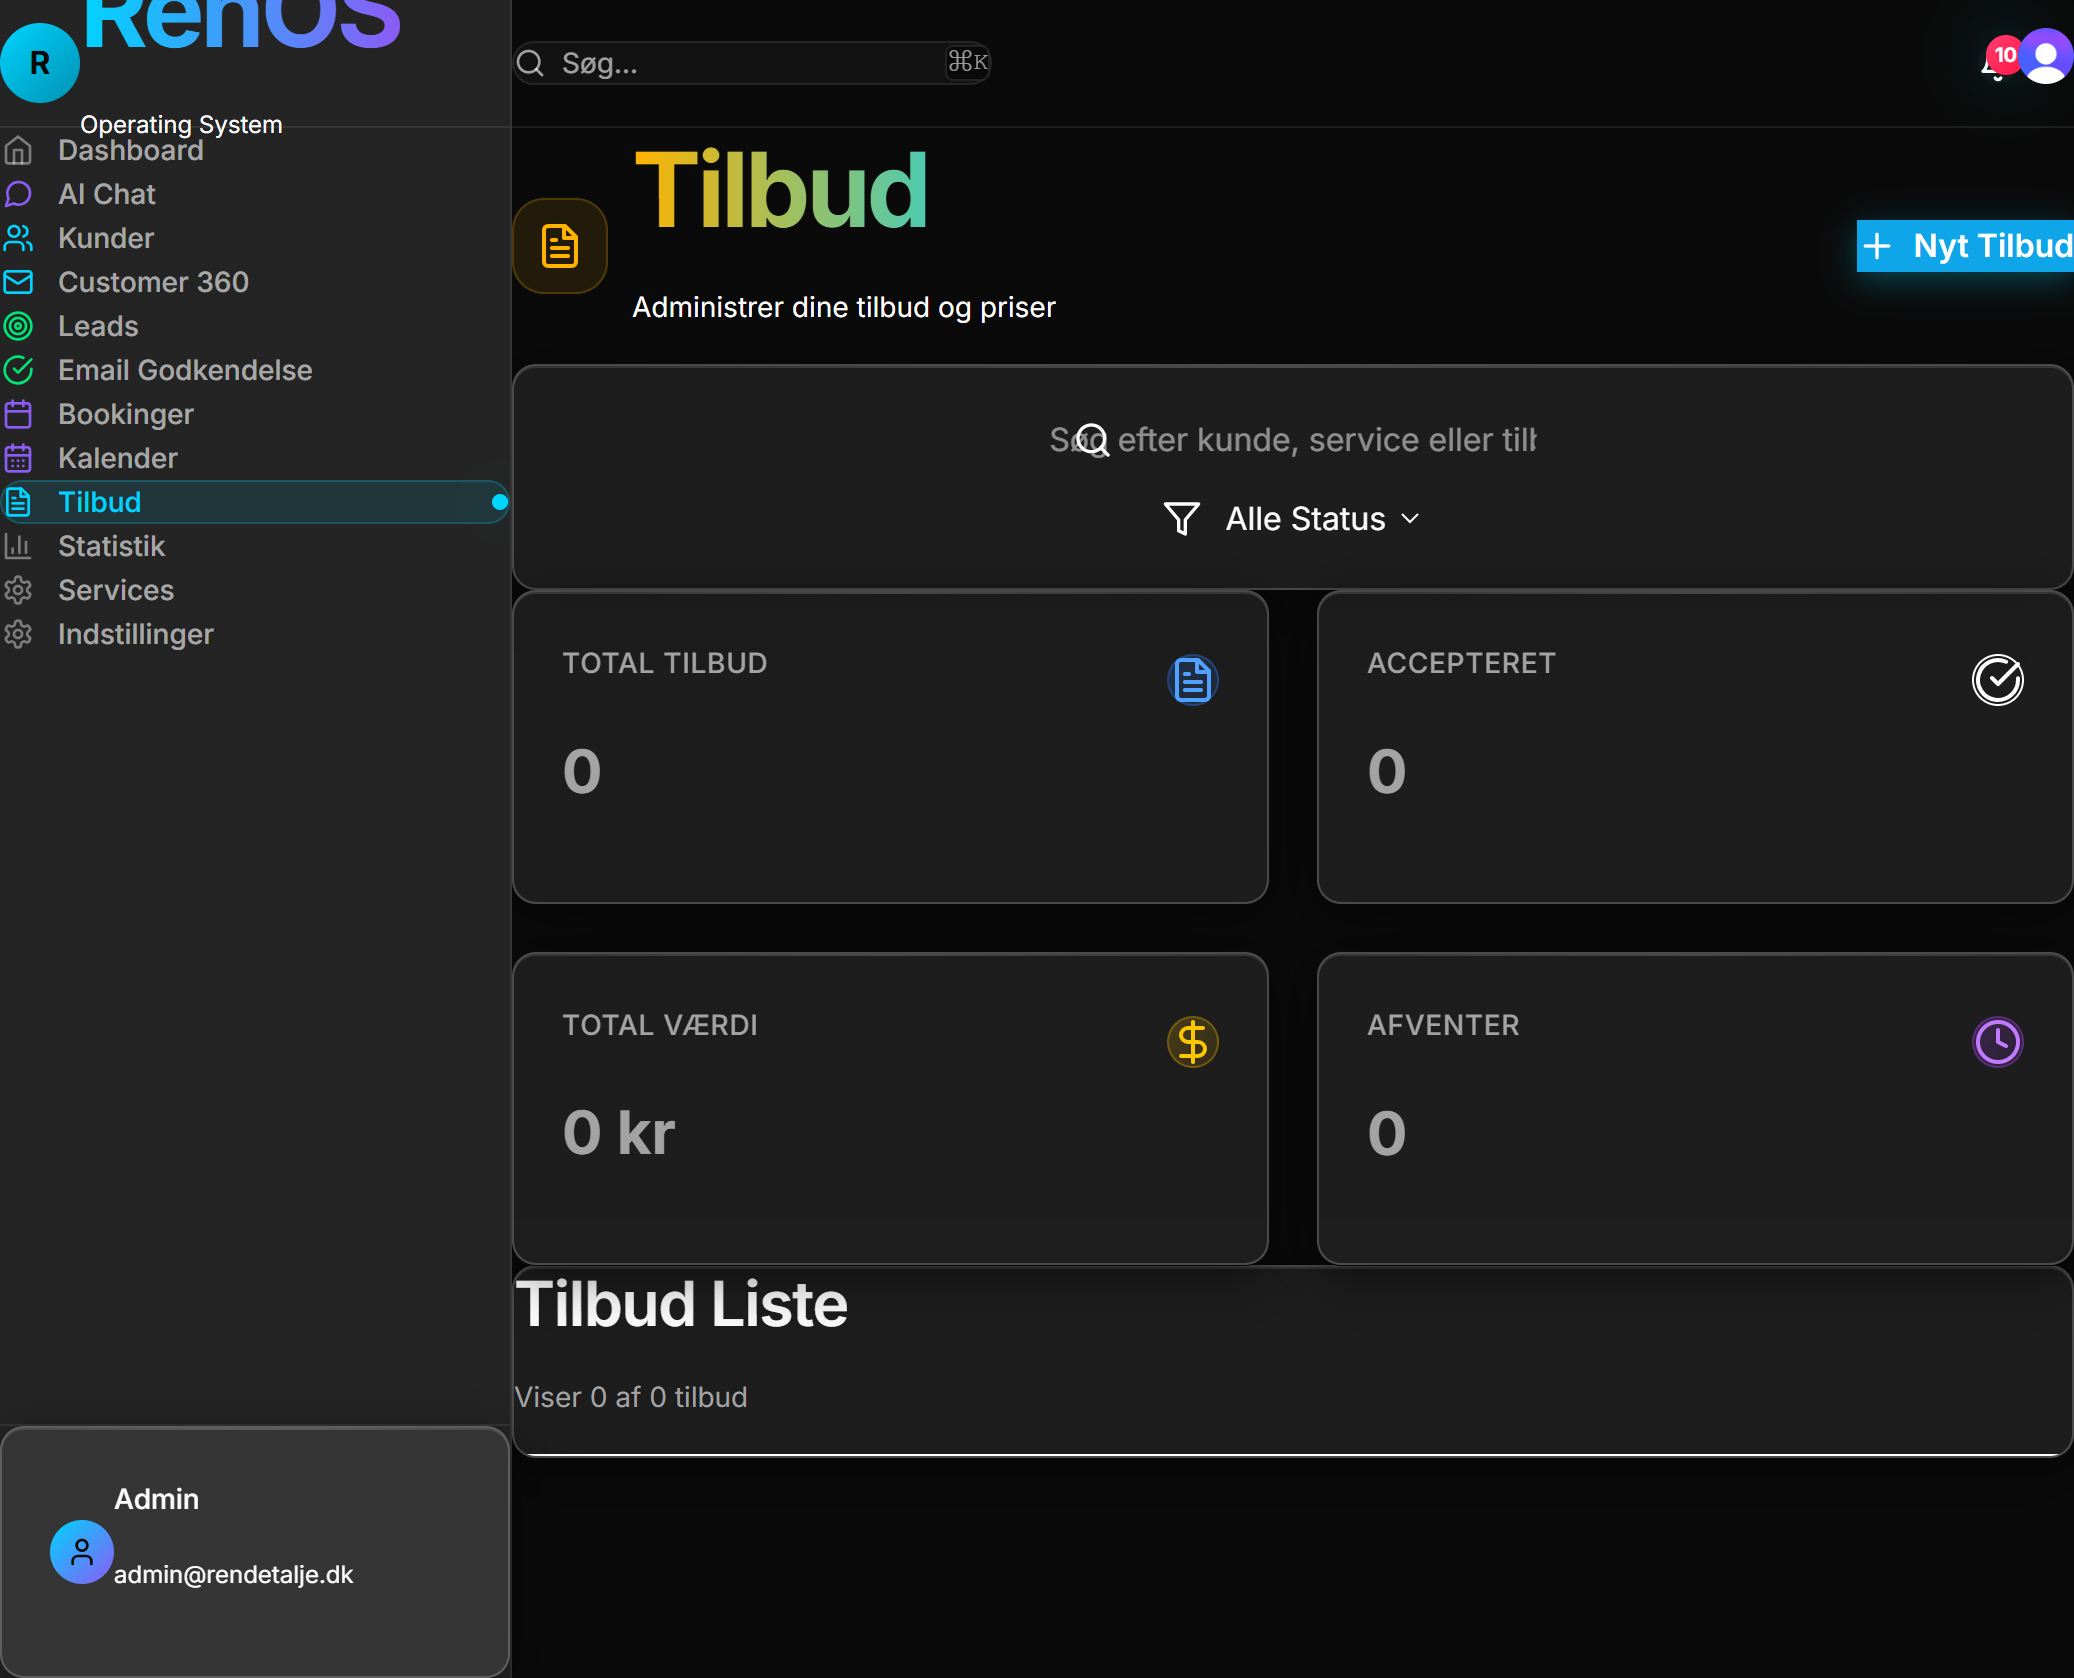 RenOS
R
Operating System
Dashboard
AI Chat
Kunder
Customer 360
Leads
Email Godkendelse
Bookinger
Kalender
Tilbud
Statistik
Services
Indstillinger
Admin
admin@rendetalje.dk
Søg...
⌘K
10
Tilbud
Administrer dine tilbud og priser
Nyt Tilbud
Søg efter kunde, service eller
Alle Status
TOTAL TILBUD
0
ACCEPTERET
0
TOTAL VÆRDI
0 kr
AFVENTER
0
Tilbud Liste
Viser 0 af 0 tilbud